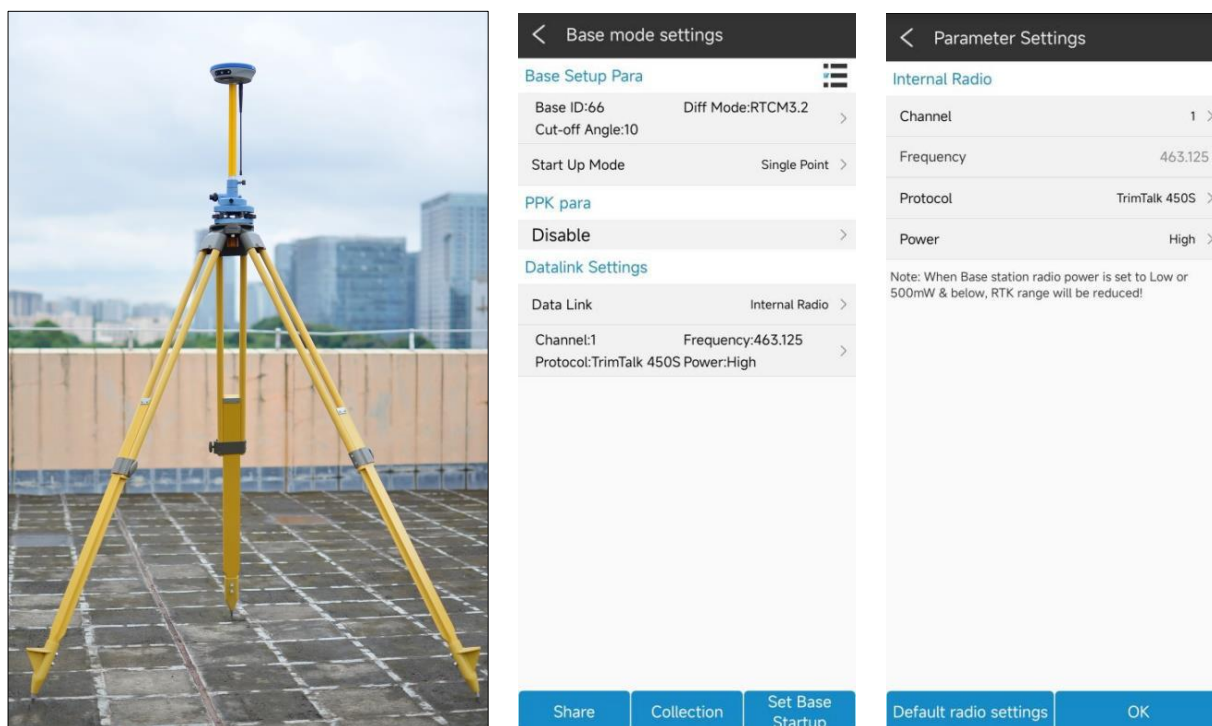 Base mode settings
Base Setup Para
Base ID:66 Diff Mode:RTCM3.2
Cut-off Angle:10
Start Up Mode Single Point
PPK para
Disable
Datalink Settings
Data Link Internal Radio
Channel:1 Frequency:463.125
Protocol:TrimTalk 450S Power:High
Share Collection Set Base
Startup
Parameter Settings
Internal Radio
Channel 1
Frequency 463.125
Protocol TrimTalk 450S
Power High
Note: When Base station radio power is set to Low or
500mW & below, RTK range will be reduced!
Default radio settings OK